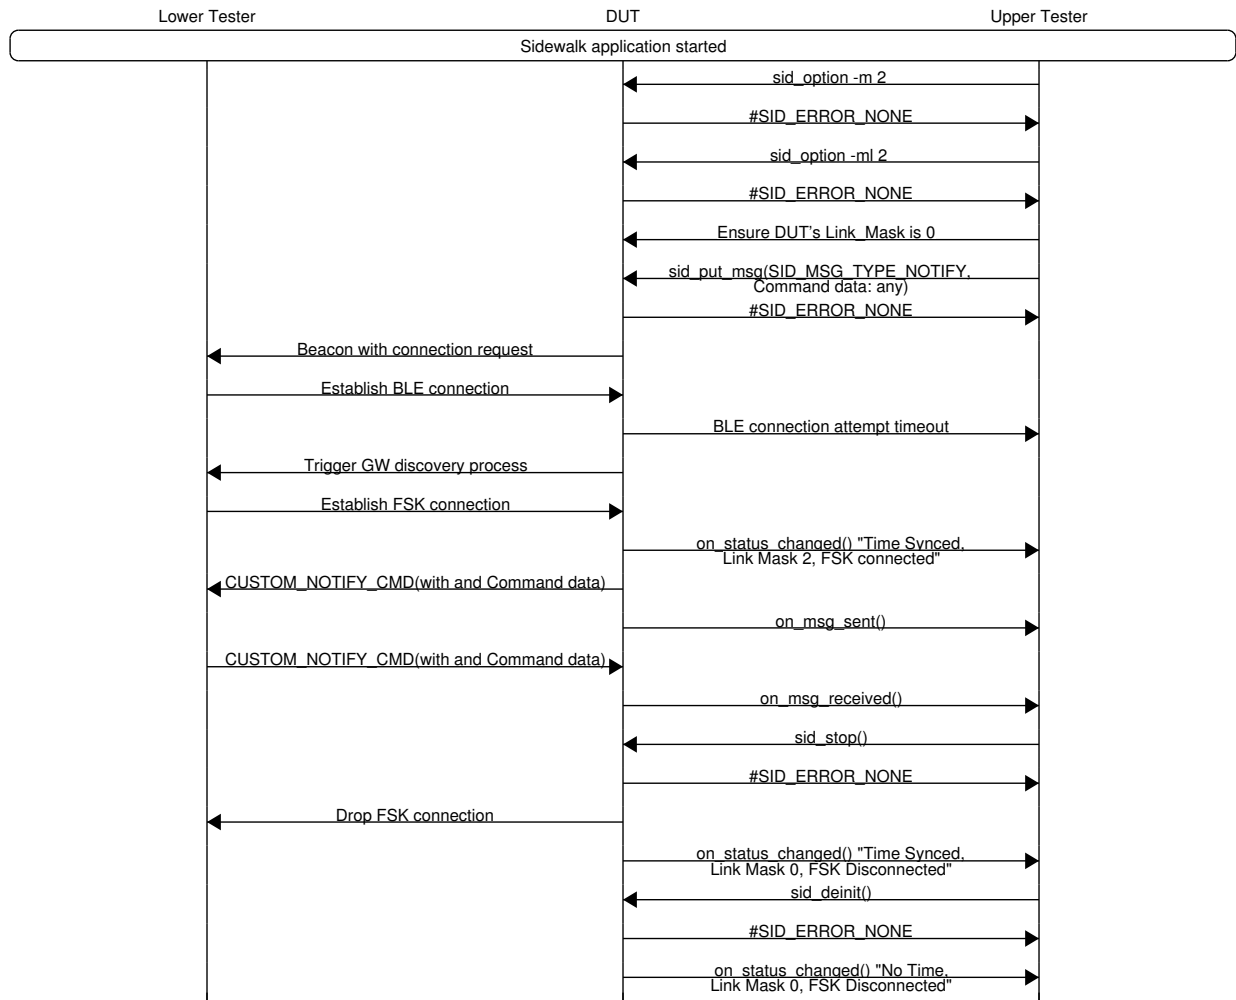 Lower Tester
DUT
Upper Tester
Sidewalk application started
sid_option -m 2
#SID_ERROR_NONE
sid_option -ml 2
#SID_ERROR_NONE
Ensure DUT's Link_Mask is 0
sid_put_msg(SID_MSG_TYPE_NOTIFY,
Command data: any)
#SID_ERROR_NONE
Beacon with connection request
Establish BLE connection
BLE connection attempt timeout
Trigger GW discovery process
Establish FSK connection
on_status_changed() "Time Synced,
Link Mask 2, FSK connected"
CUSTOM_NOTIFY_CMD(with and Command data)
on_msg_sent()
CUSTOM_NOTIFY_CMD(with and Command data)
on_msg_received()
sid_stop()
#SID_ERROR_NONE
Drop FSK connection
on_status_changed() "Time Synced,
Link Mask 0, FSK Disconnected"
sid_deinit()
#SID_ERROR_NONE
on_status_changed() "No Time,
Link Mask 0, FSK Disconnected"